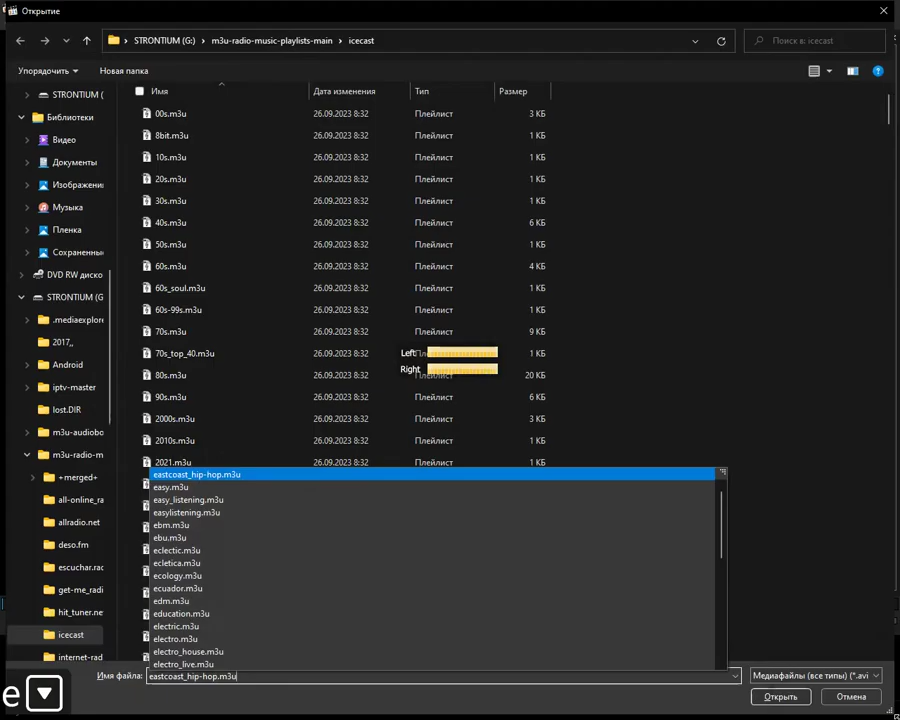 Открытие
STRONTIUM (G:) › m3u-radio-music-playlists-main › icecast
Поиск в: icecast
Упорядочить
Новая папка
Имя
Дата изменения
Тип
Размер
STRONTIUM (
Библиотеки
Видео
Документы
Изображени
Музыка
Пленка
Сохраненны
DVD RW диско
STRONTIUM (G
.mediaexplore
2017,,
Android
iptv-master
lost.DIR
m3u-audiobo
m3u-radio-m
+merged+
all-online_ra
allradio.net
deso.fm
escuchar.rac
get-me_radi
hit_tuner.ne
icecast
internet-rad
00s.m3u 26.09.2023 8:32 Плейлист 3 КБ
8bit.m3u 26.09.2023 8:32 Плейлист 1 КБ
10s.m3u 26.09.2023 8:32 Плейлист 1 КБ
20s.m3u 26.09.2023 8:32 Плейлист 1 КБ
30s.m3u 26.09.2023 8:32 Плейлист 1 КБ
40s.m3u 26.09.2023 8:32 Плейлист 6 КБ
50s.m3u 26.09.2023 8:32 Плейлист 1 КБ
60s.m3u 26.09.2023 8:32 Плейлист 4 КБ
60s_soul.m3u 26.09.2023 8:32 Плейлист 1 КБ
60s-99s.m3u 26.09.2023 8:32 Плейлист 1 КБ
70s.m3u 26.09.2023 8:32 Плейлист 9 КБ
70s_top_40.m3u 26.09.2023 8:32 Пле 1 КБ
80s.m3u 26.09.2023 8:32 Плейлист 20 КБ
90s.m3u 26.09.2023 8:32 Плейлист 6 КБ
2000s.m3u 26.09.2023 8:32 Плейлист 3 КБ
2010s.m3u 26.09.2023 8:32 Плейлист 1 КБ
2021.m3u 26.09.2023 8:32 Плейлист 1 КБ
Left
Right
eastcoast_hip-hop.m3u
easy.m3u
easy_listening.m3u
easylistening.m3u
ebm.m3u
ebu.m3u
eclectic.m3u
ecletica.m3u
ecology.m3u
ecuador.m3u
edm.m3u
education.m3u
electric.m3u
electro.m3u
electro_house.m3u
electro_live.m3u
Имя файла: eastcoast_hip-hop.m3u
Медиафайлы (все типы) (*.avi
Открыть
Отмена
e